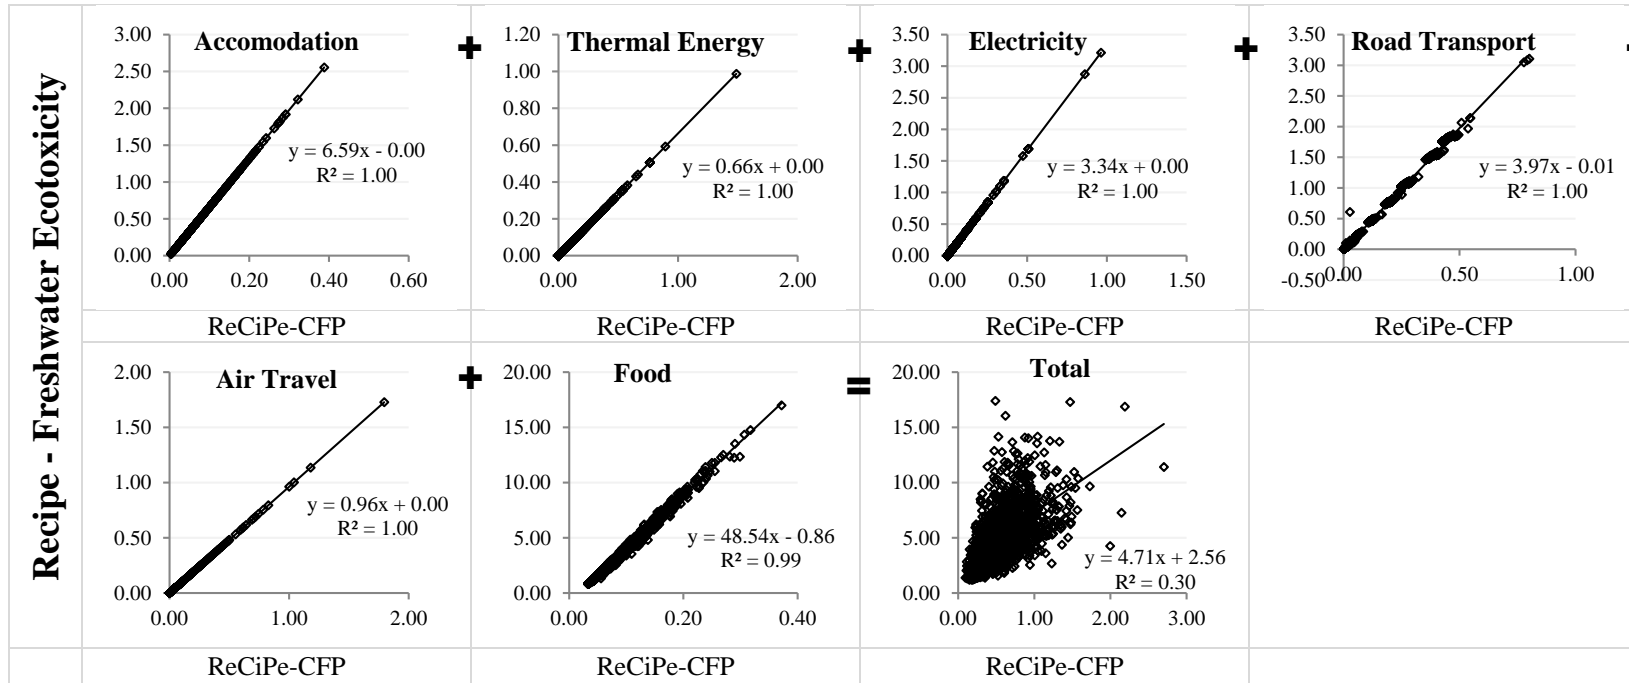 Recipe - Freshwater Ecotoxicity
Accomodation
3.00
2.50
2.00
1.50
1.00
0.50
0.00
y = 6.59x - 0.00
R² = 1.00
0.00 0.20 0.40 0.60
ReCiPe-CFP
+
Thermal Energy
1.20
1.00
0.80
0.60
0.40
0.20
0.00
y = 0.66x + 0.00
R² = 1.00
0.00 1.00 2.00
ReCiPe-CFP
+
Electricity
3.50
3.00
2.50
2.00
1.50
1.00
0.50
0.00
y = 3.34x + 0.00
R² = 1.00
0.00 0.50 1.00 1.50
ReCiPe-CFP
+
Road Transport
3.50
3.00
2.50
2.00
1.50
1.00
0.50
0.00
-0.50
y = 3.97x - 0.01
R² = 1.00
0.00 0.50 1.00
ReCiPe-CFP
Air Travel
2.00
1.50
1.00
0.50
0.00
y = 0.96x + 0.00
R² = 1.00
0.00 1.00 2.00
ReCiPe-CFP
+
Food
20.00
15.00
10.00
5.00
0.00
y = 48.54x - 0.86
R² = 0.99
0.00 0.20 0.40
ReCiPe-CFP
=
Total
20.00
15.00
10.00
5.00
0.00
y = 4.71x + 2.56
R² = 0.30
0.00 1.00 2.00 3.00
ReCiPe-CFP